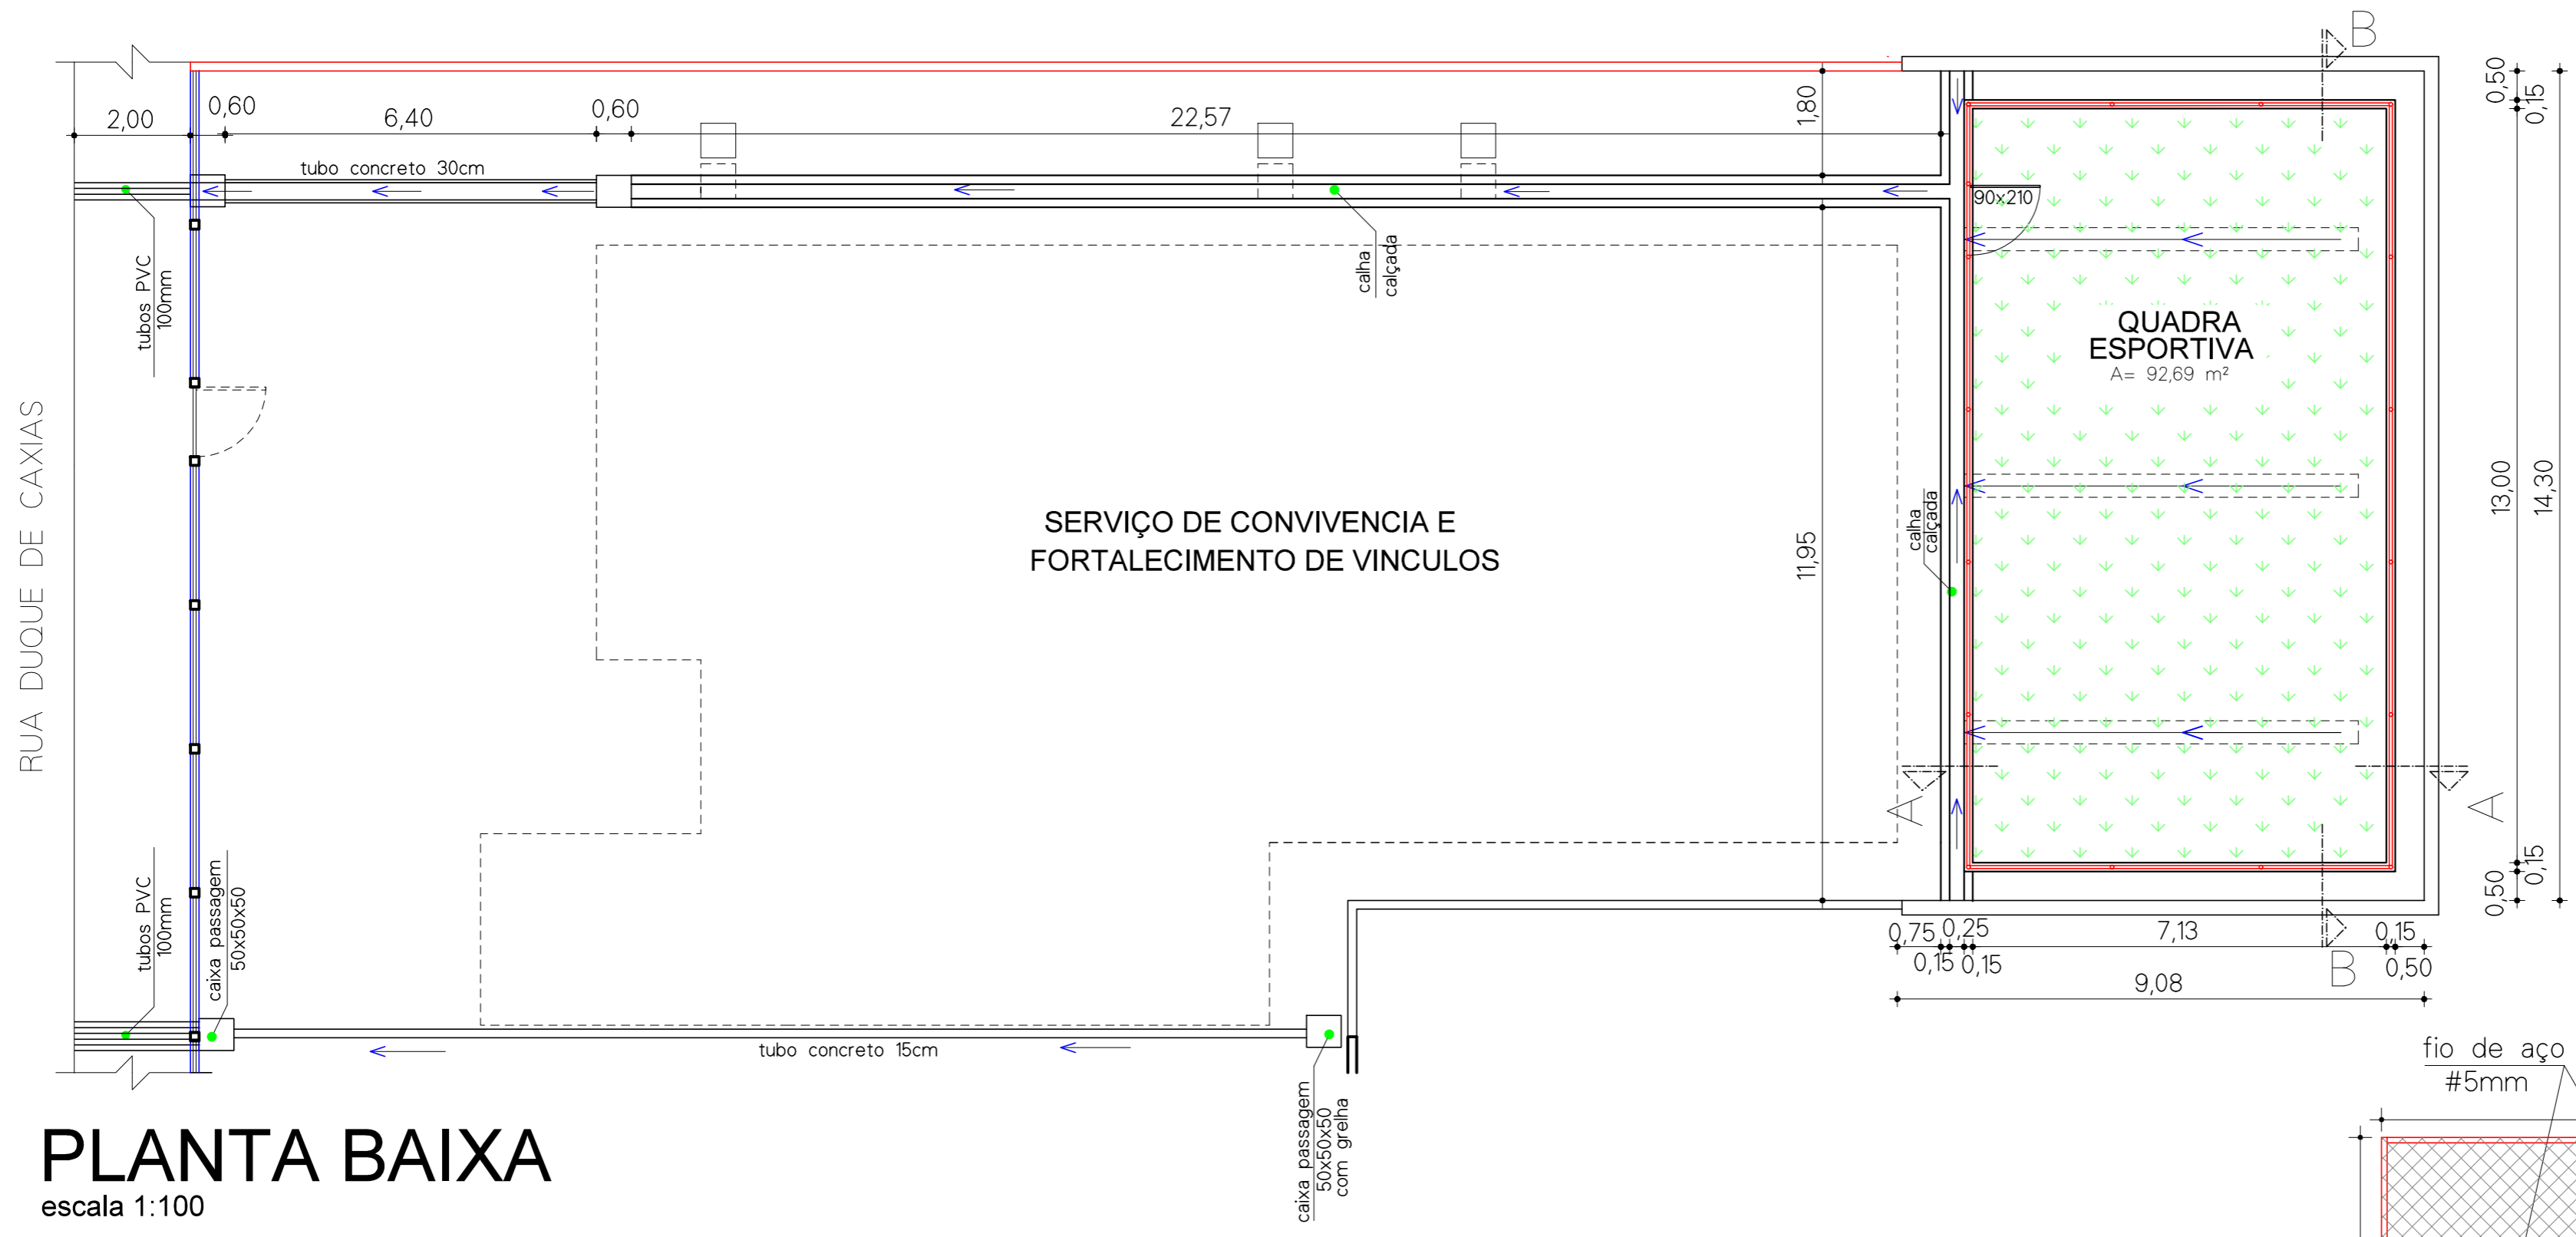 B
2,00
0,60
6,40
0,60
22,57
1,80
0,50
0,15
tubo concreto 30cm
90x210
tubos PVC
100mm
calha
calçada
QUADRA
ESPORTIVA
A= 92,69 m²
RUA DUQUE DE CAXIAS
SERVIÇO DE CONVIVENCIA E
FORTALECIMENTO DE VINCULOS
11,95
calha
calçada
13,00
14,30
A
A
tubos PVC
100mm
caixa passagem
50x50x50
0,15
0,50
0,75
0,25
7,13
0,15
0,15
0,15
0,50
B
9,08
tubo concreto 15cm
caixa passagem
50x50x50
com grelha
fio de aço
#5mm
PLANTA BAIXA
escala 1:100